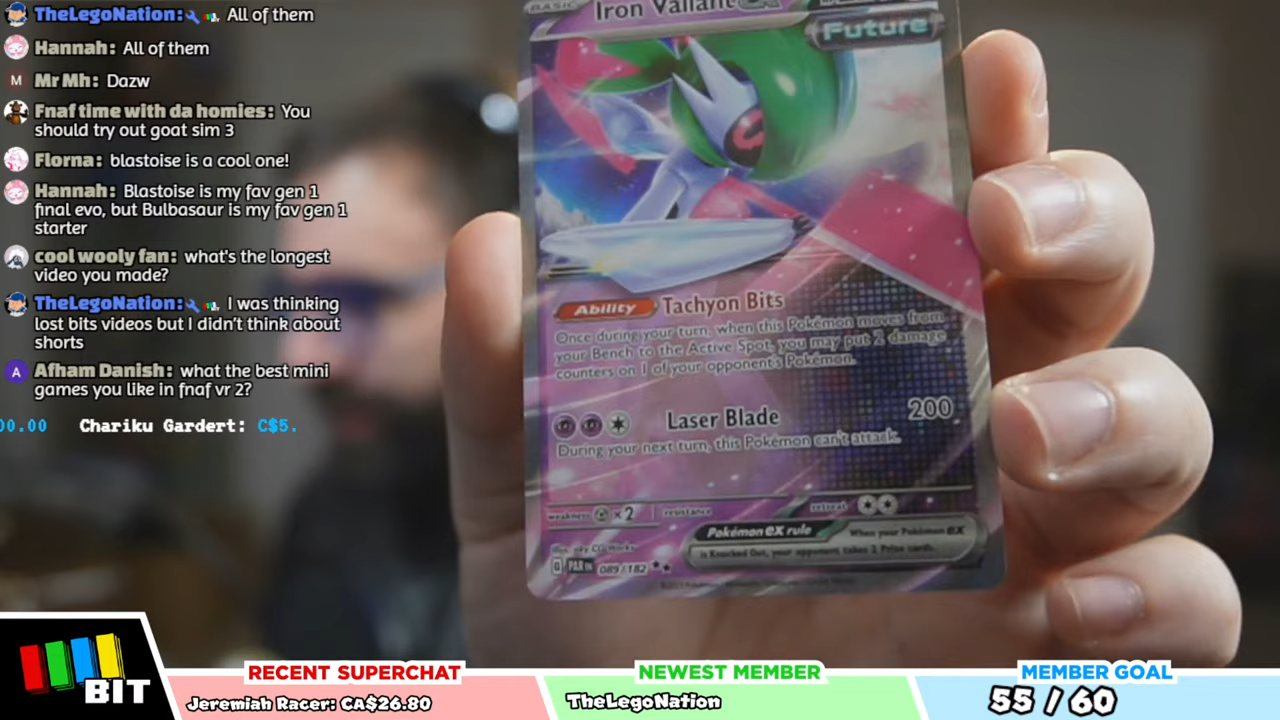 TheLegoNation: All of them
Hannah: All of them
Mr Mh: Dazw
Fnaf time with da homies: You
should try out goat sim 3
Florna: blastoise is a cool one!
Hannah: Blastoise is my fav gen 1
final evo, but Bulbasaur is my fav gen 1
starter
cool wooly fan: what's the longest
video you made?
TheLegoNation: I was thinking
lost bits videos but I didn't think about
shorts
Afham Danish: what the best mini
games you like in fnaf vr 2?
00.00 Chariku Gardert: C$5.
BASIC Iron Valiant ex
Future
Ability Tachyon Bits
Once during your turn, when this Pokémon moves from
your Bench to the Active Spot, you may put 2 damage
counters on 1 of your opponent's Pokémon.
Laser Blade 200
During your next turn, this Pokémon can't attack.
weakness ×2 resistance retreat
Pokémon ex rule When your Pokémon ex
is Knocked Out, your opponent takes 2 Prize cards.
G PAR EN 089/182
BIT
RECENT SUPERCHAT
Jeremiah Racer: CA$26.80
NEWEST MEMBER
TheLegoNation
MEMBER GOAL
55 / 60